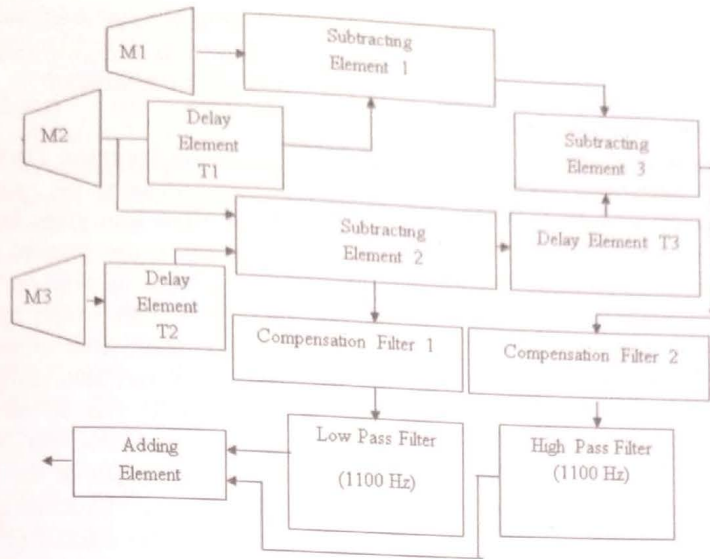 M1
Subtracting
Element 1
M2
Delay
Element
T1
Subtracting
Element 3
Subtracting
Element 2
Delay Element T3
M3
Delay
Element
T2
Compensation Filter 1
Compensation Filter 2
Adding
Element
Low Pass Filter
(1100 Hz)
High Pass Filter
(1100 Hz)